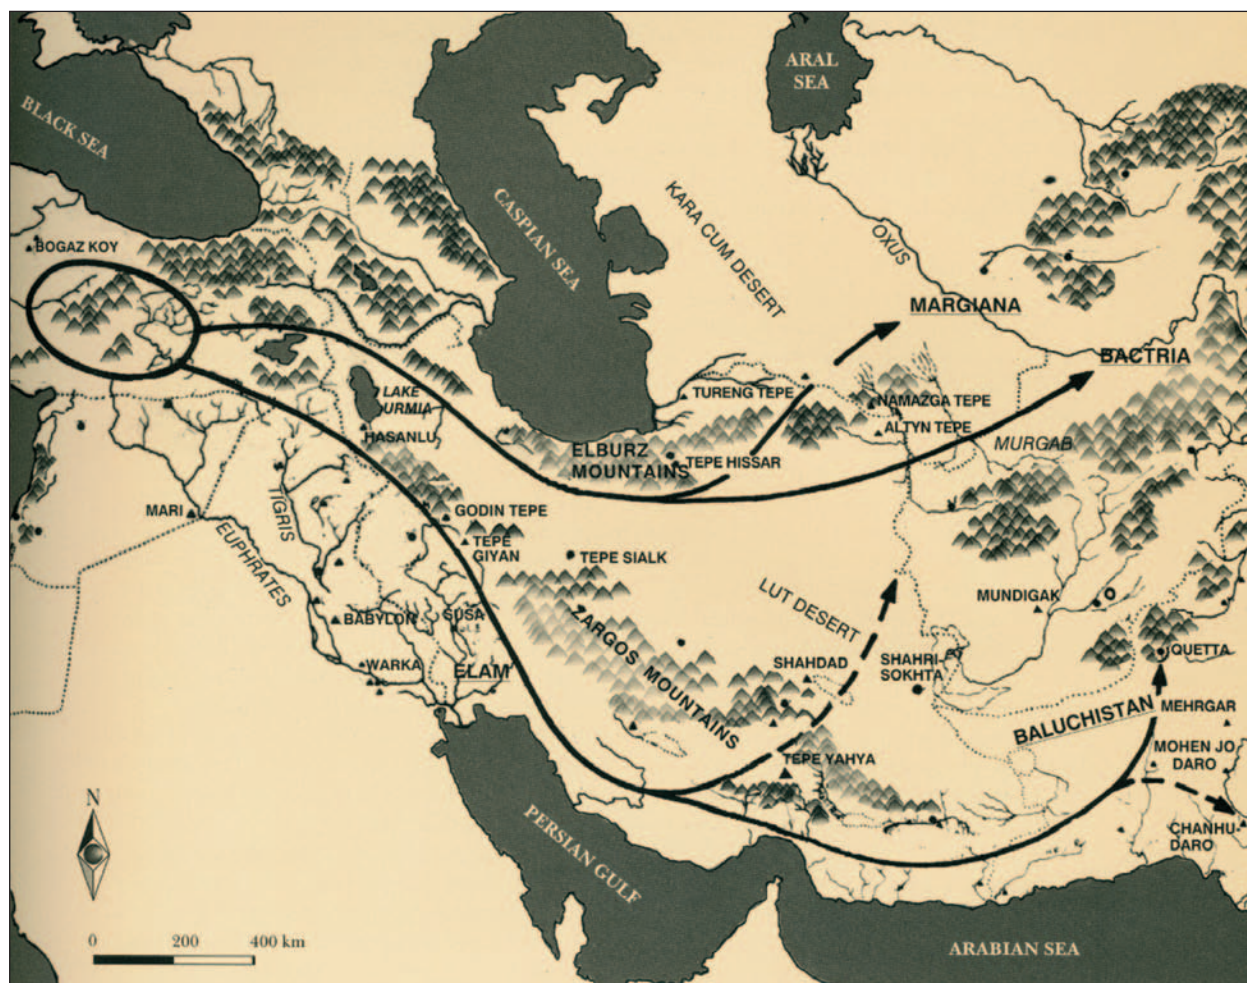 ARAL
SEA
BLACK SEA
CASPIAN SEA
KARA CUM DESERT
OXUS
BOGAZ KOY
MARGIANA
BACTRIA
LAKE
URMIA
HASANLU
TURENG TEPE
NAMAZGA TEPE
ALTYN TEPE
MURGAB
ELBURZ
MOUNTAINS
TEPE HISSAR
MARI
TIGRIS
EUPHRATES
GODIN TEPE
TEPE
GIYAN
TEPE SIALK
LUT DESERT
MUNDIGAK
BABYLON
SUSA
ZARGOS MOUNTAINS
WARKA
ELAM
SHAHDAD
SHAHRI-
SOKHTA
QUETTA
BALUCHISTAN
MEHRGAR
TEPE YAHYA
MOHEN JO
DARO
CHANHU-
DARO
N
PERSIAN GULF
ARABIAN SEA
0 200 400 km